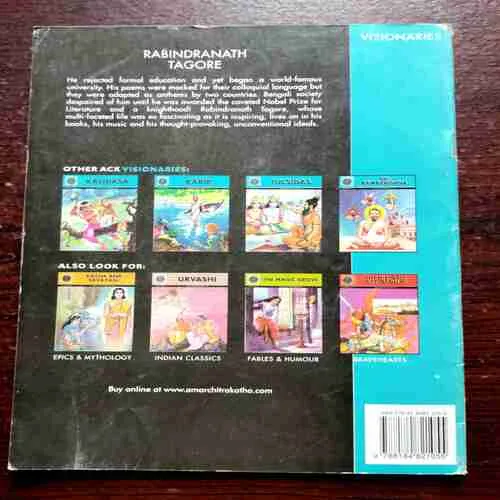 VISIONARIES
RABINDRANATH
TAGORE
He rejected formal education and yet began a world-famous
university. His poems were mocked for their colloquial language but
they were adopted as anthems by two countries. Bengali society
despaired of him until he was awarded the coveted Nobel Prize for
Literature and a knighthood! Rabindranath Tagore, whose
multi-faceted life was as fascinating as it is inspiring, lives on in his
books, his music and his thought-provoking, unconventional ideals.
OTHER ACK VISIONARIES:
KALIDASA
KABIR
TULSIDAS
RAMAKRISHNA
ALSO LOOK FOR:
URVASHI
THE MAGIC GROVE
EPICS & MYTHOLOGY
INDIAN CLASSICS
FABLES & HUMOUR
BRAVEHEARTS
Buy online at www.amarchitrakatha.com
9 788184 821055